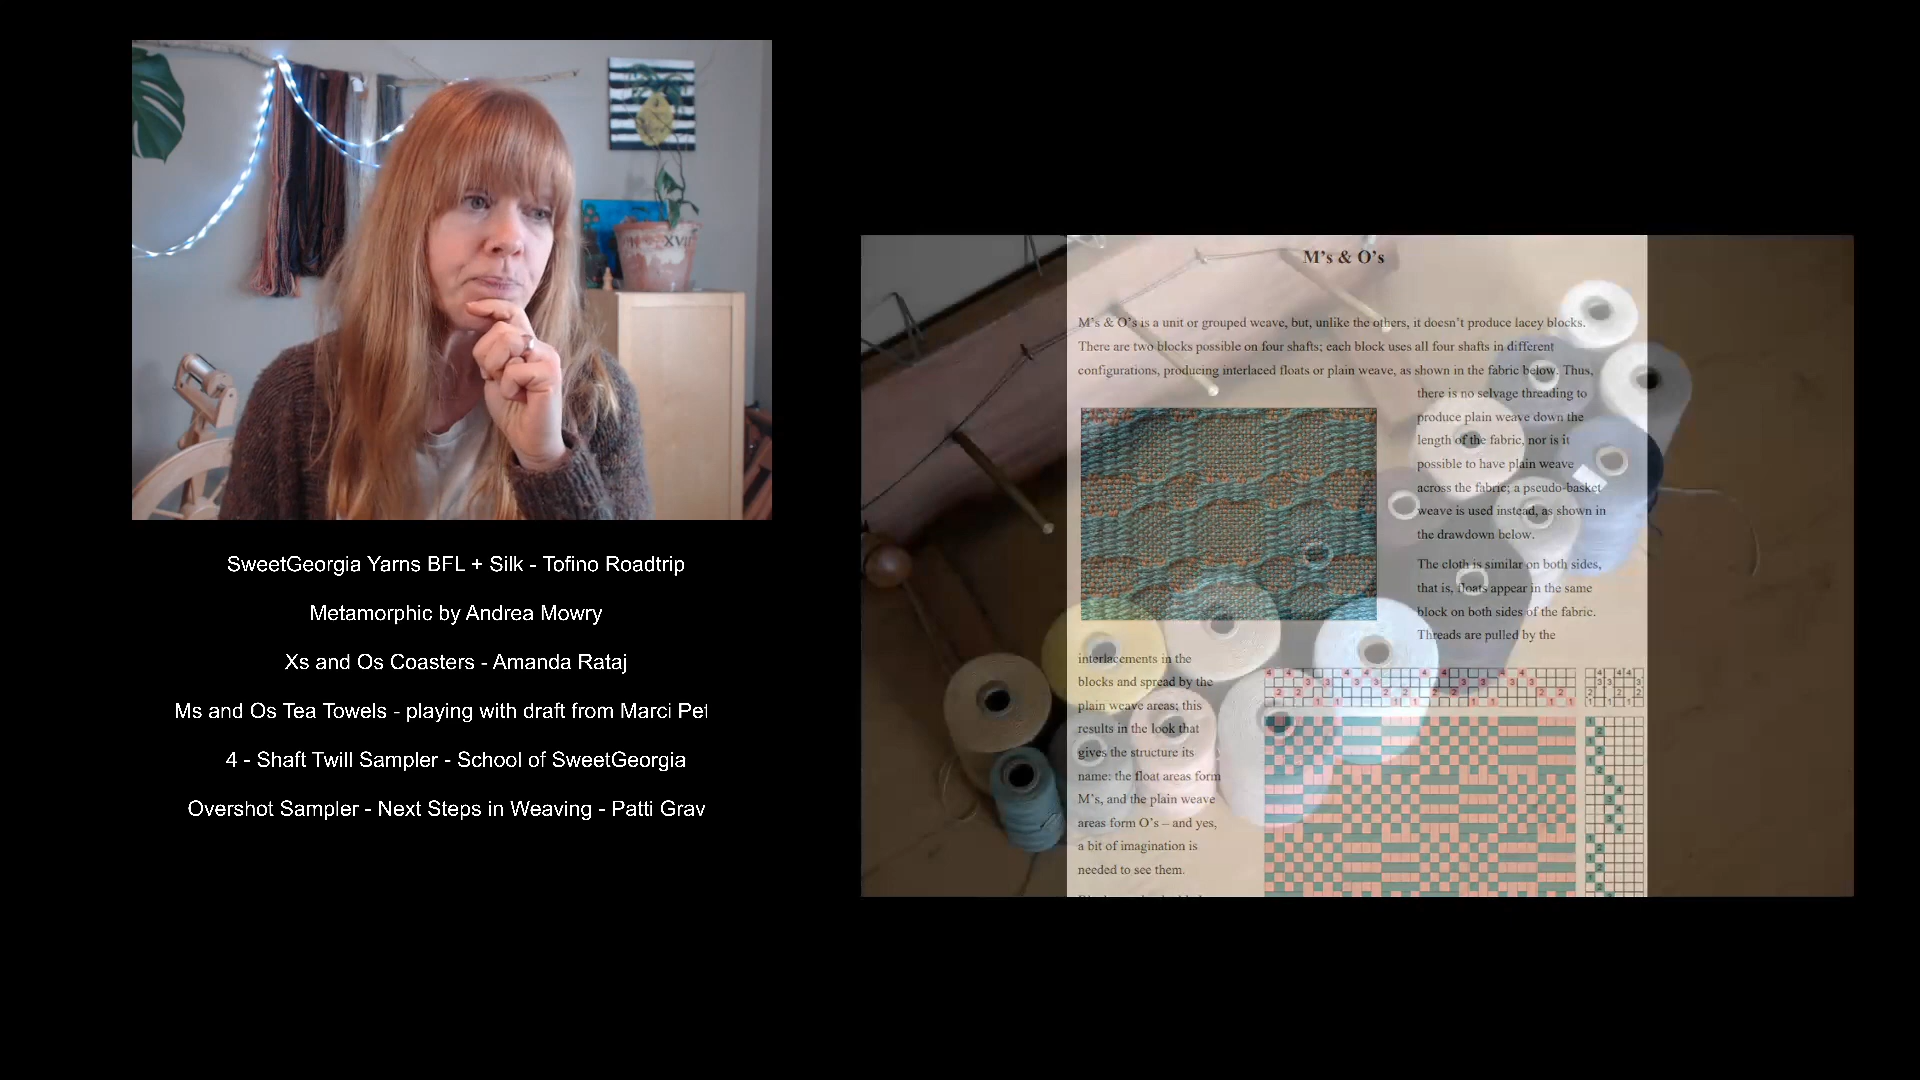 XVI
SweetGeorgia Yarns BFL + Silk - Tofino Roadtrip
Metamorphic by Andrea Mowry
Xs and Os Coasters - Amanda Rataj
Ms and Os Tea Towels - playing with draft from Marci Pet
4 - Shaft Twill Sampler - School of SweetGeorgia
Overshot Sampler - Next Steps in Weaving - Patti Grav
M's & O's
M's & O's is a unit or grouped weave, but, unlike the others, it doesn't produce lacey blocks.
There are two blocks possible on four shafts; each block uses all four shafts in different
configurations, producing interlaced floats or plain weave, as shown in the fabric below. Thus,
there is no selvage threading to
produce plain weave down the
length of the fabric, nor is it
possible to have plain weave
across the fabric; a pseudo-basket
weave is used instead, as shown in
the drawdown below.
The cloth is similar on both sides,
that is, floats appear in the same
block on both sides of the fabric.
Threads are pulled by the
interlacements in the
blocks and spread by the
plain weave areas; this
results in the look that
gives the structure its
name: the float areas form
M's, and the plain weave
areas form O's – and yes,
a bit of imagination is
needed to see them.